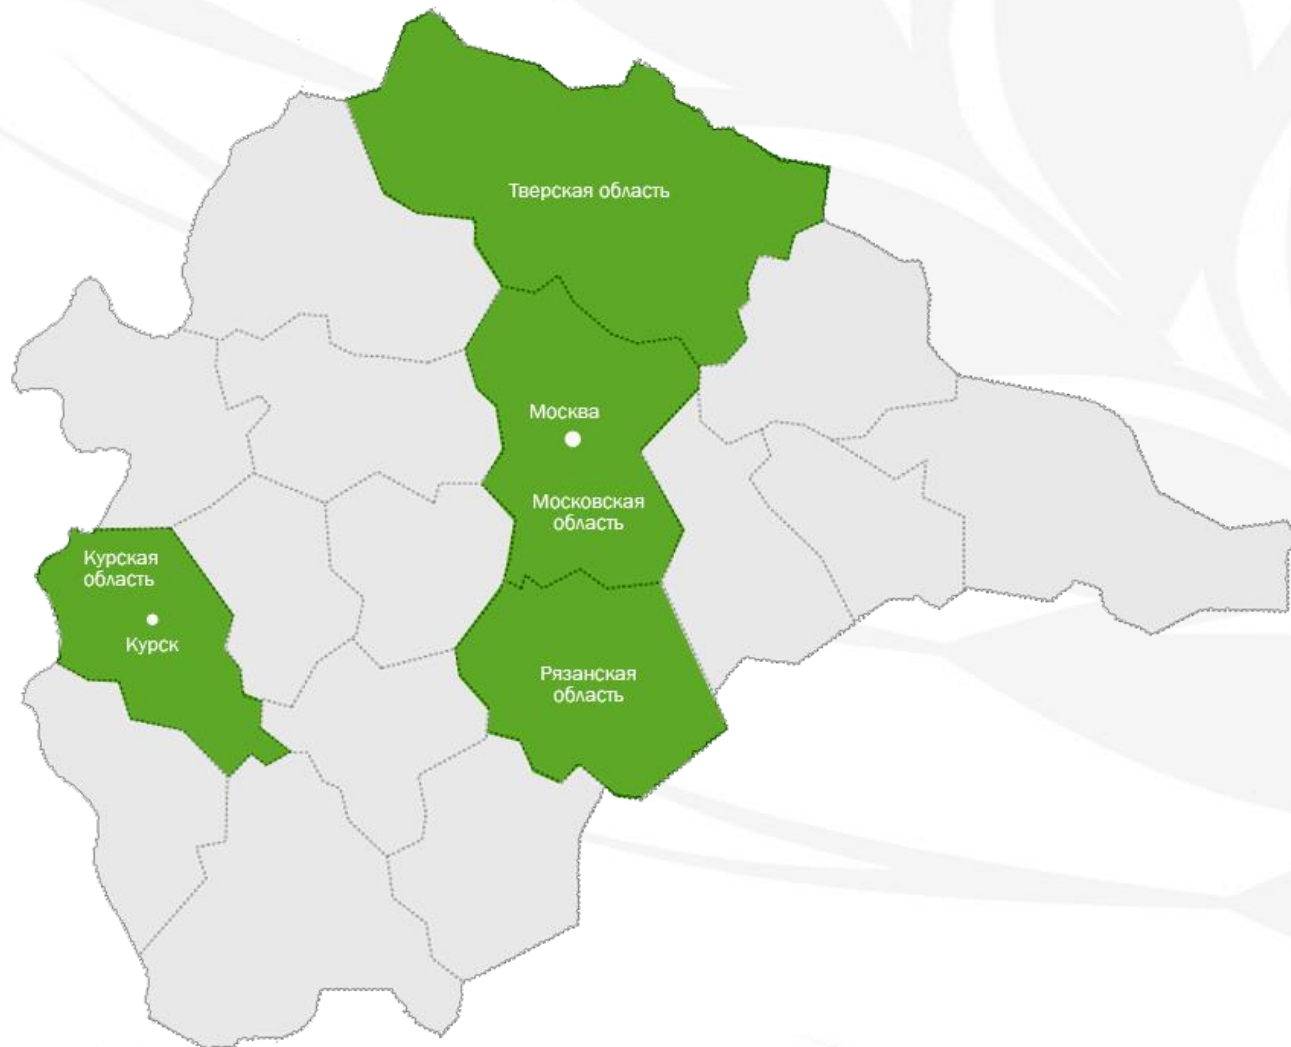 Тверская область
Москва
Московская
область
Курская
область
Курск
Рязанская
область